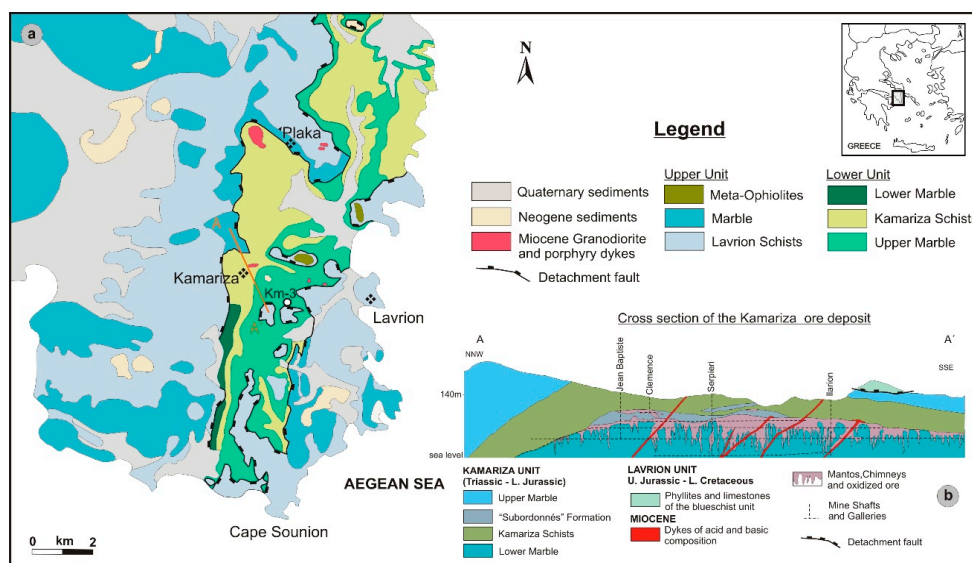 a
Plaka
A
Kamariza
Km-3
A'
Lavrion
AEGEAN SEA
Cape Sounion
0 km 2
N
N
GREECE
Legend
Quaternary sediments
Neogene sediments
Miocene Granodiorite
and porphyry dykes
Detachment fault
Upper Unit
Meta-Ophiolites
Marble
Lavrion Schists
Lower Unit
Lower Marble
Kamariza Schists
Upper Marble
Cross section of the Kamariza ore deposit
A
NNW
A'
SSE
140m
sea level
Jean Baptiste
Clemence
Serpieri
Ilarion
KAMARIZA UNIT
(Triassic - L. Jurassic)
Upper Marble
"Subordonnés" Formation
Kamariza Schists
Lower Marble
LAVRION UNIT
U. Jurassic - L. Cretaceous
Phyllites and limestones
of the blueschist unit
MIOCENE
Dykes of acid and basic
composition
Mantos,Chimneys
and oxidized ore
Mine Shafts
and Galleries
Detachment fault
b